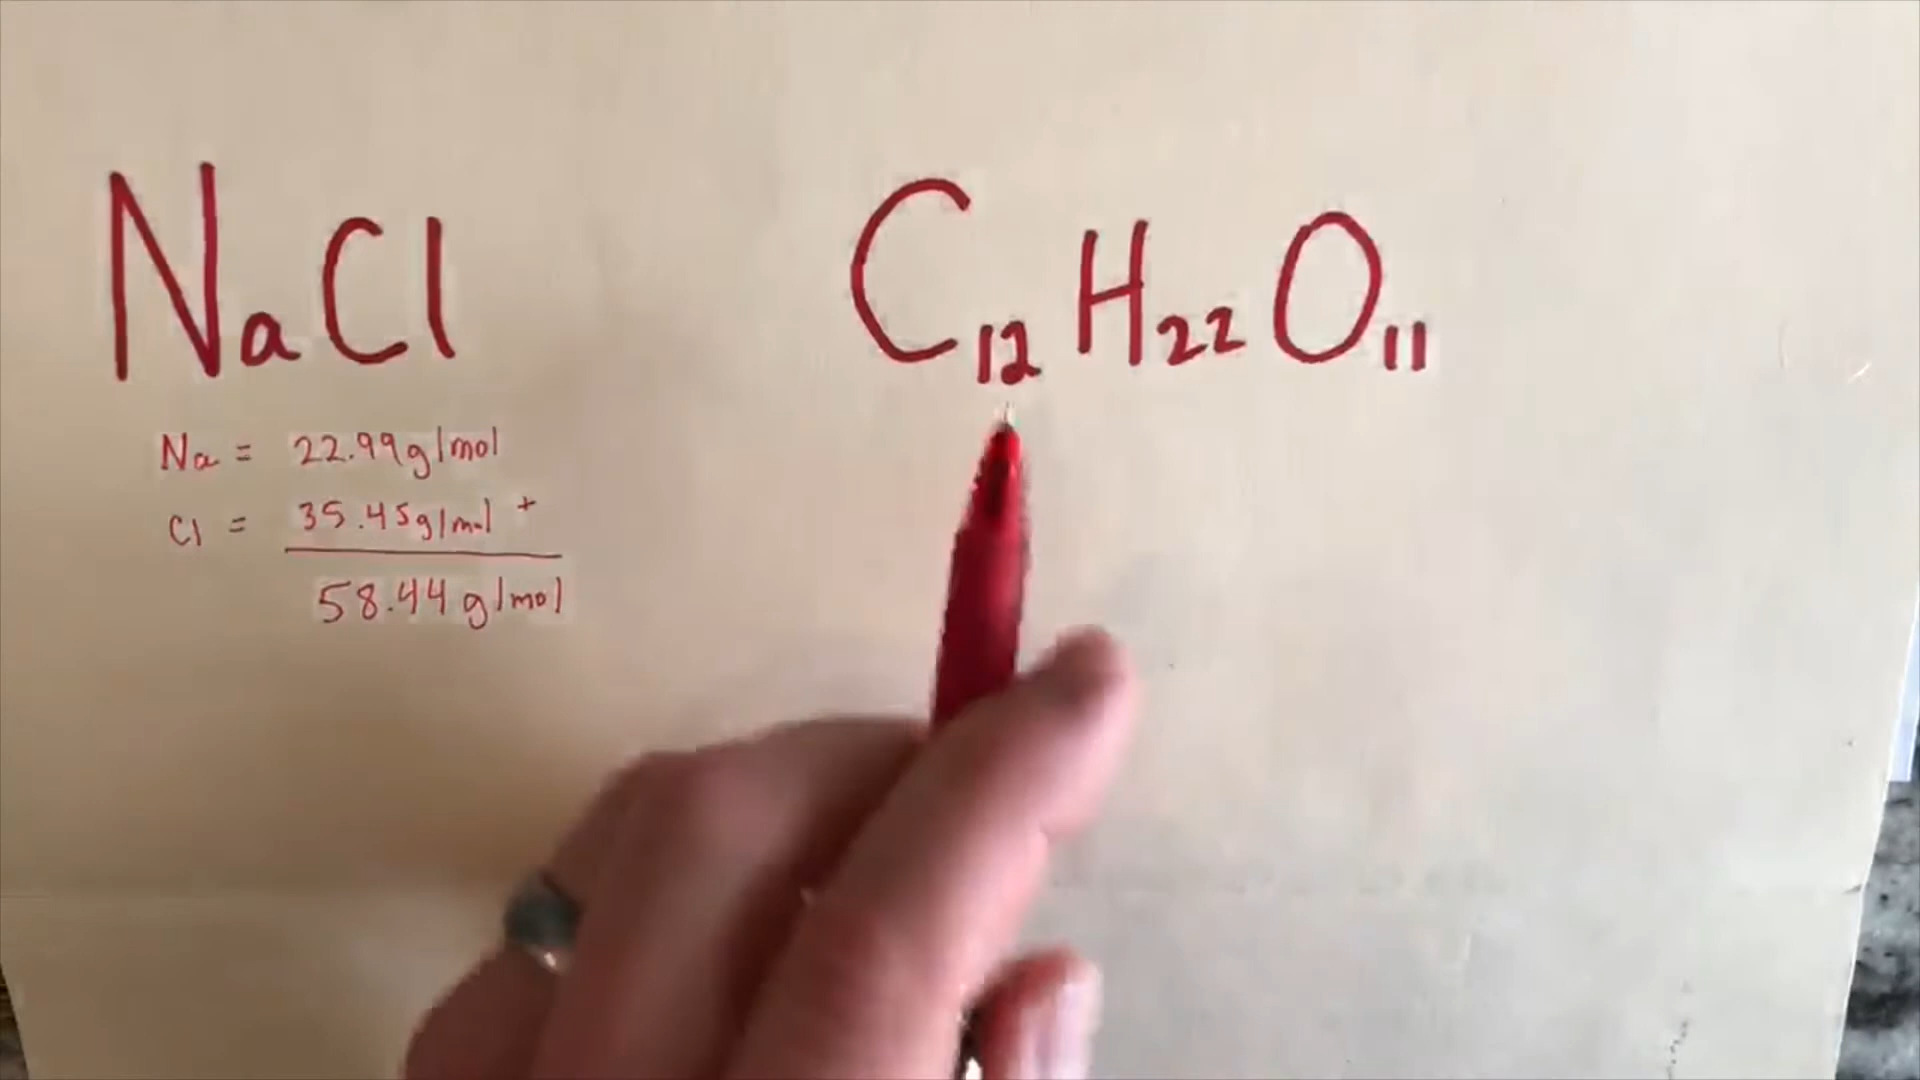 NaCl
Na = 22.99g/mol
Cl = 35.45g/mol +
58.44 g/mol
C₁₂H₂₂O₁₁